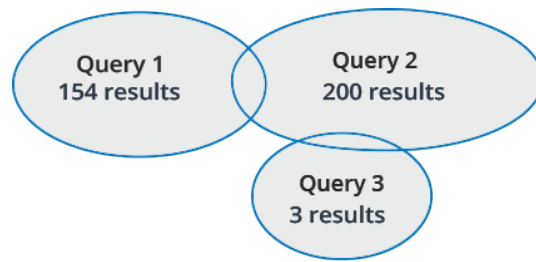 Query 1
154 results
Query 2
200 results
Query 3
3 results